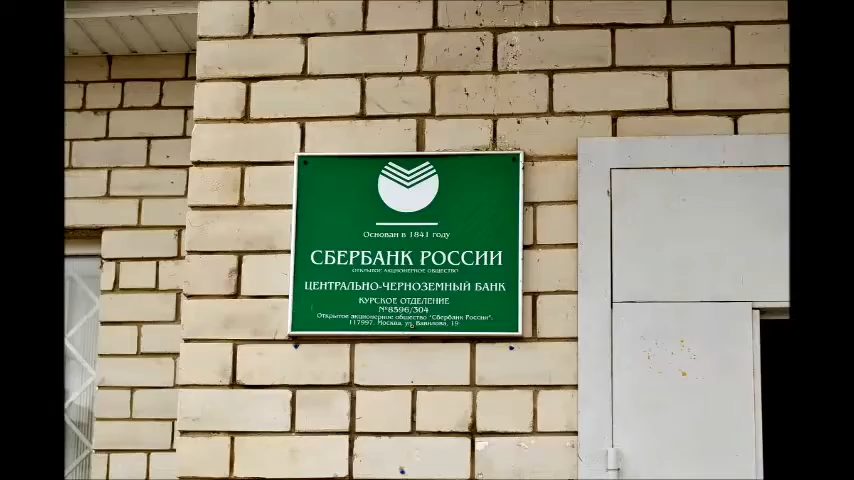 Основан в 1841 году
СБЕРБАНК РОССИИ
ОТКРЫТОЕ АКЦИОНЕРНОЕ ОБЩЕСТВО
ЦЕНТРАЛЬНО-ЧЕРНОЗЕМНЫЙ БАНК
КУРСКОЕ ОТДЕЛЕНИЕ
№8596/304
Открытое акционерное общество "Сбербанк России".
117997, Москва, ул. Вавилова, 19